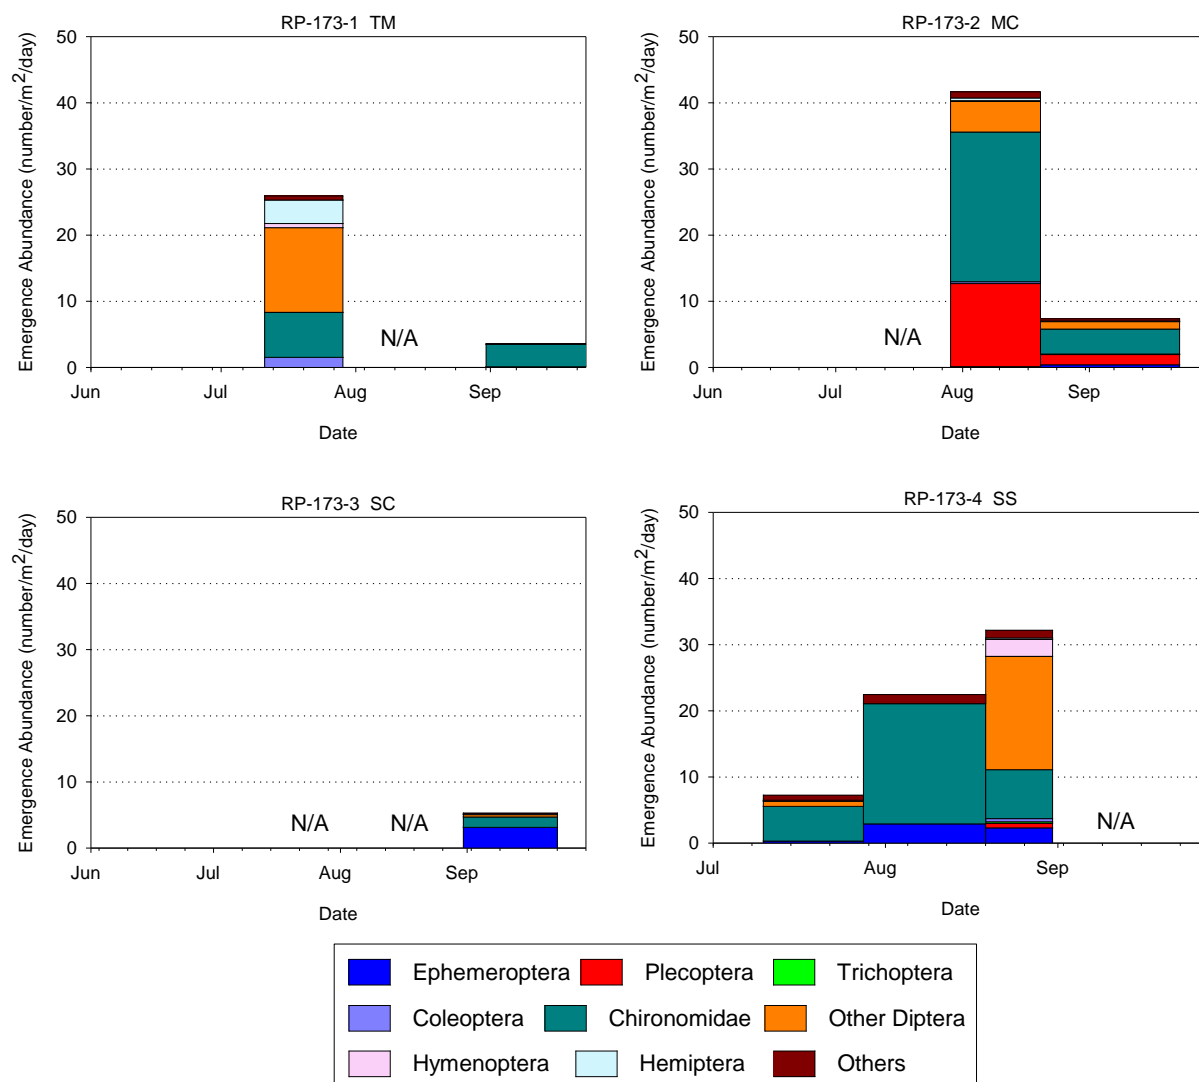 RP-173-1 TM
Emergence Abundance (number/m²/day)
50
40
30
20
10
0
N/A
Jun Jul Aug Sep
Date
RP-173-2 MC
Emergence Abundance (number/m²/day)
50
40
30
20
10
0
N/A
Jun Jul Aug Sep
Date
RP-173-3 SC
Emergence Abundance (number/m²/day)
50
40
30
20
10
0
N/A N/A
Jun Jul Aug Sep
Date
RP-173-4 SS
Emergence Abundance (number/m²/day)
50
40
30
20
10
0
N/A
Jul Aug Sep
Date
Ephemeroptera Plecoptera Trichoptera
Coleoptera Chironomidae Other Diptera
Hymenoptera Hemiptera Others